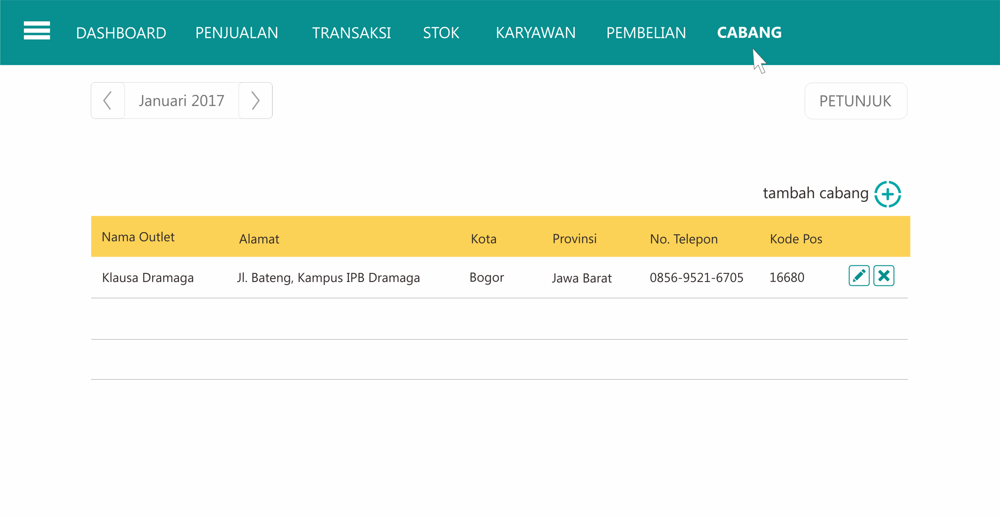 DASHBOARD PENJUALAN TRANSAKSI STOK KARYAWAN PEMBELIAN CABANG
Januari 2017 PETUNJUK
tambah cabang
Nama Outlet Alamat Kota Provinsi No. Telepon Kode Pos
Klausa Dramaga Jl. Bateng, Kampus IPB Dramaga Bogor Jawa Barat 0856-9521-6705 16680